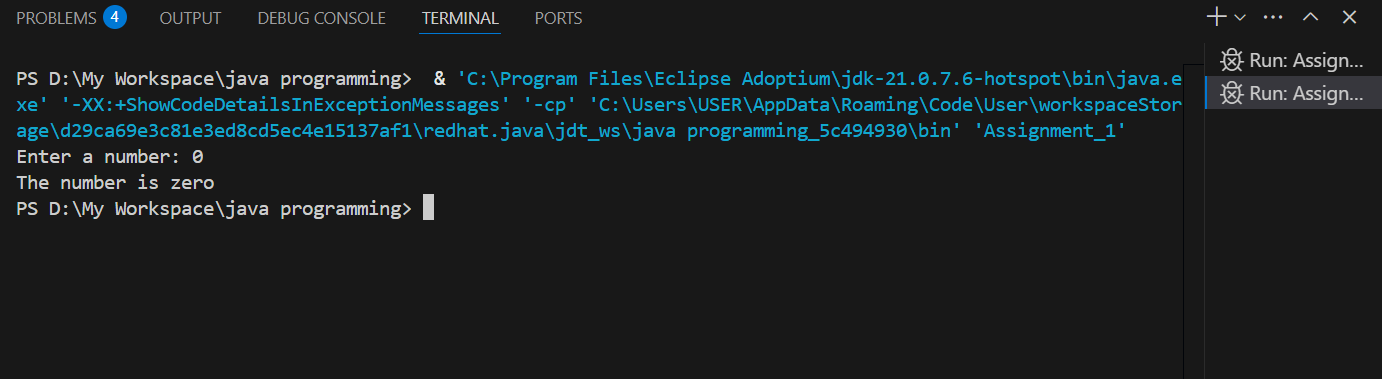 PROBLEMS 4 OUTPUT DEBUG CONSOLE TERMINAL PORTS
PS D:\My Workspace\java programming>  & 'C:\Program Files\Eclipse Adoptium\jdk-21.0.7.6-hotspot\bin\java.e
xe' '-XX:+ShowCodeDetailsInExceptionMessages' '-cp' 'C:\Users\USER\AppData\Roaming\Code\User\workspaceStor
age\d29ca69e3c81e3ed8cd5ec4e15137af1\redhat.java\jdt_ws\java programming_5c494930\bin' 'Assignment_1'
Enter a number: 0
The number is zero
PS D:\My Workspace\java programming>
Run: Assign...
Run: Assign...